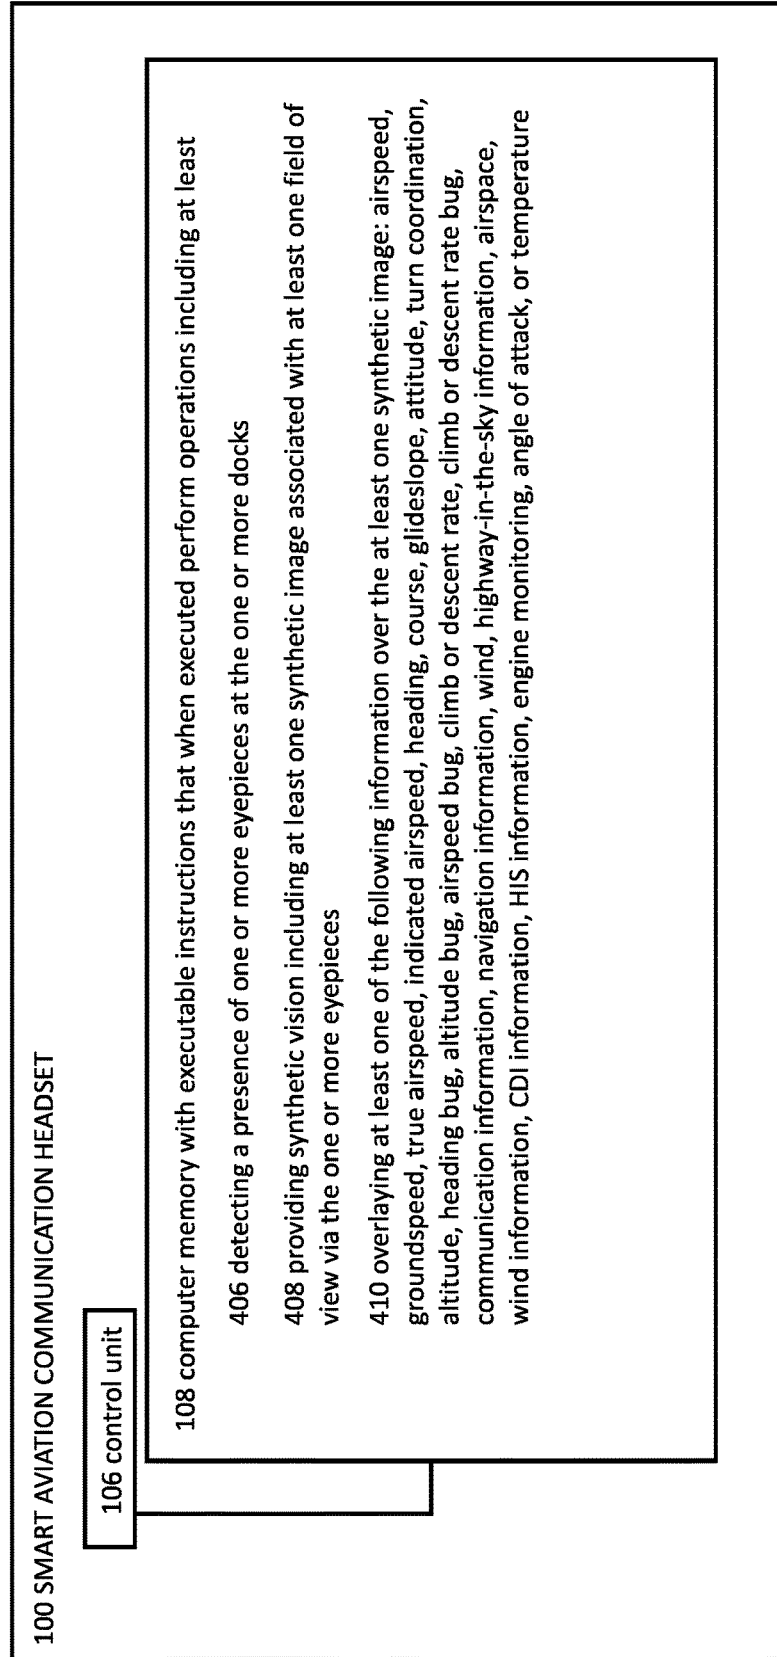 100 SMART AVIATION COMMUNICATION HEADSET
106 control unit
108 computer memory with executable instructions that when executed perform operations including at least
406 detecting a presence of one or more eyepieces at the one or more docks
408 providing synthetic vision including at least one synthetic image associated with at least one field of
view via the one or more eyepieces
410 overlaying at least one of the following information over the at least one synthetic image: airspeed,
groundspeed, true airspeed, indicated airspeed, heading, course, glideslope, attitude, turn coordination,
altitude, heading bug, altitude bug, airspeed bug, climb or descent rate, climb or descent rate bug,
communication information, navigation information, wind, highway-in-the-sky information, airspace,
wind information, CDI information, HIS information, engine monitoring, angle of attack, or temperature